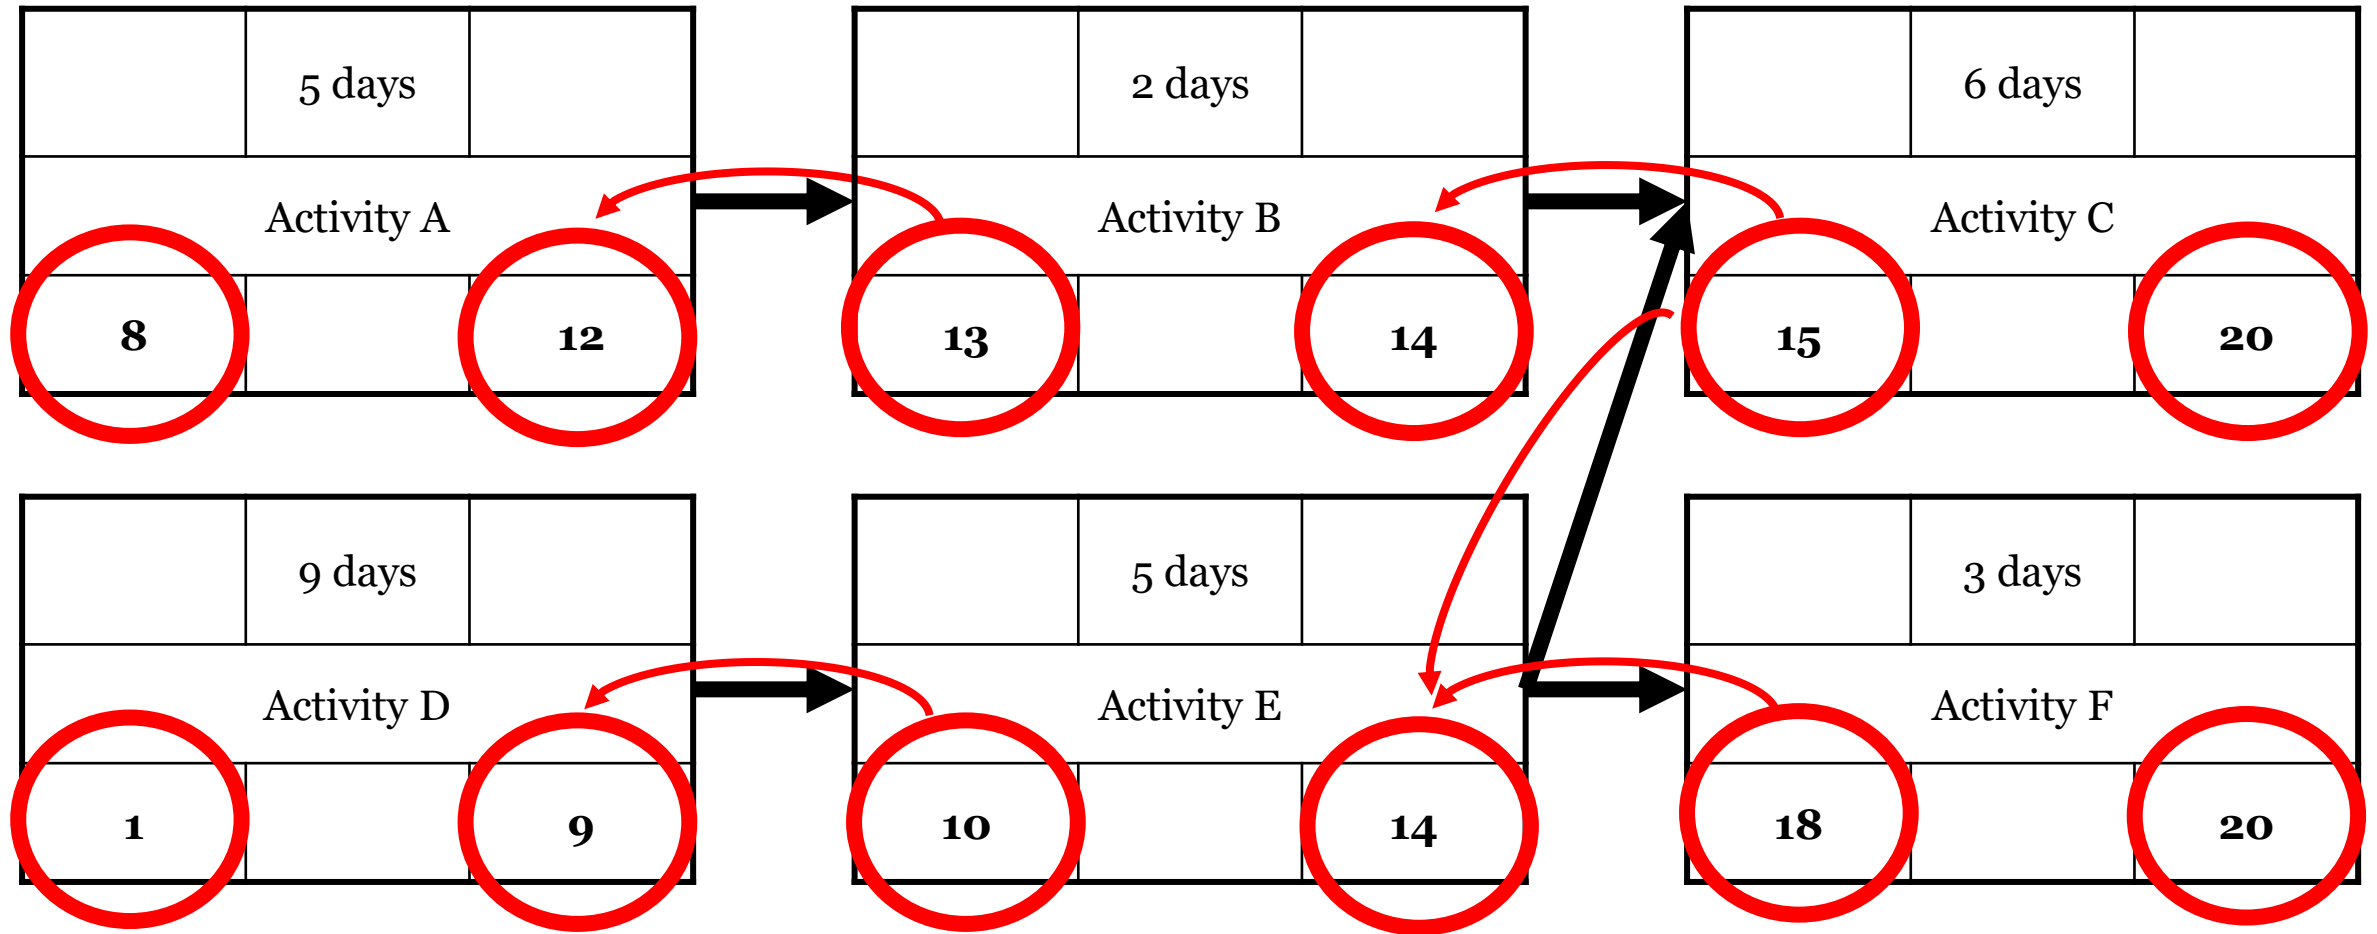 5 days 2 days 6 days
Activity A Activity B Activity C
8 12 13 14 15 20
9 days 5 days 3 days
Activity D Activity E Activity F
1 9 10 14 18 20